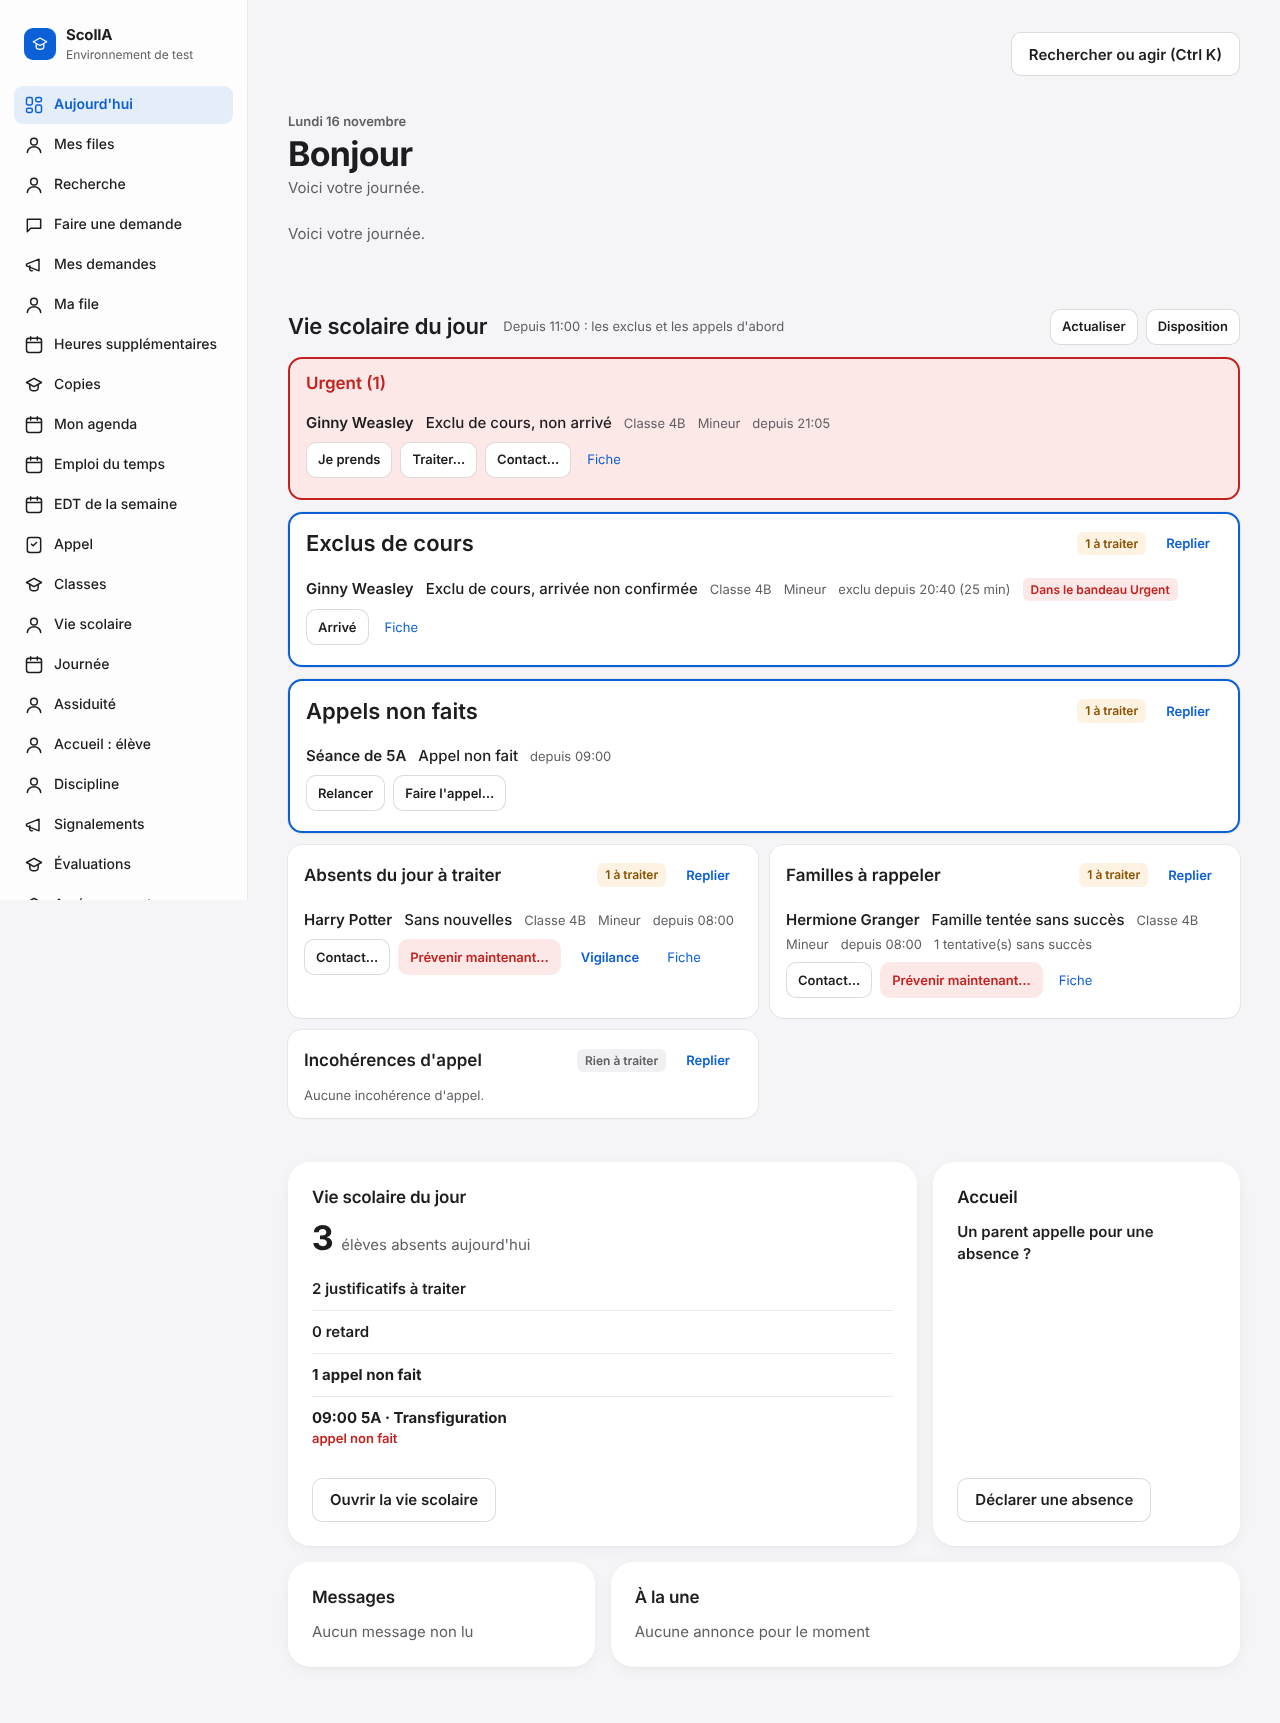 ScolIA
Environnement de test
Aujourd'hui
Mes files
Recherche
Faire une demande
Mes demandes
Ma file
Heures supplémentaires
Copies
Mon agenda
Emploi du temps
EDT de la semaine
Appel
Classes
Vie scolaire
Journée
Assiduité
Accueil : élève
Discipline
Signalements
Évaluations
Rechercher ou agir (Ctrl K)
Lundi 16 novembre
Bonjour
Voici votre journée.
Voici votre journée.
Vie scolaire du jour Depuis 11:00 : les exclus et les appels d'abord Actualiser Disposition
Urgent (1)
Ginny Weasley Exclu de cours, non arrivé Classe 4B Mineur depuis 21:05
Je prends Traiter... Contact... Fiche
Exclus de cours 1 à traiter Replier
Ginny Weasley Exclu de cours, arrivée non confirmée Classe 4B Mineur exclu depuis 20:40 (25 min) Dans le bandeau Urgent
Arrivé Fiche
Appels non faits 1 à traiter Replier
Séance de 5A Appel non fait depuis 09:00
Relancer Faire l'appel...
Absents du jour à traiter 1 à traiter Replier
Harry Potter Sans nouvelles Classe 4B Mineur depuis 08:00
Contact... Prévenir maintenant... Vigilance Fiche
Familles à rappeler 1 à traiter Replier
Hermione Granger Famille tentée sans succès Classe 4B
Mineur depuis 08:00 1 tentative(s) sans succès
Contact... Prévenir maintenant... Fiche
Incohérences d'appel Rien à traiter Replier
Aucune incohérence d'appel.
Vie scolaire du jour
3 élèves absents aujourd'hui
2 justificatifs à traiter
0 retard
1 appel non fait
09:00 5A · Transfiguration
appel non fait
Ouvrir la vie scolaire
Accueil
Un parent appelle pour une
absence ?
Déclarer une absence
Messages
Aucun message non lu
À la une
Aucune annonce pour le moment